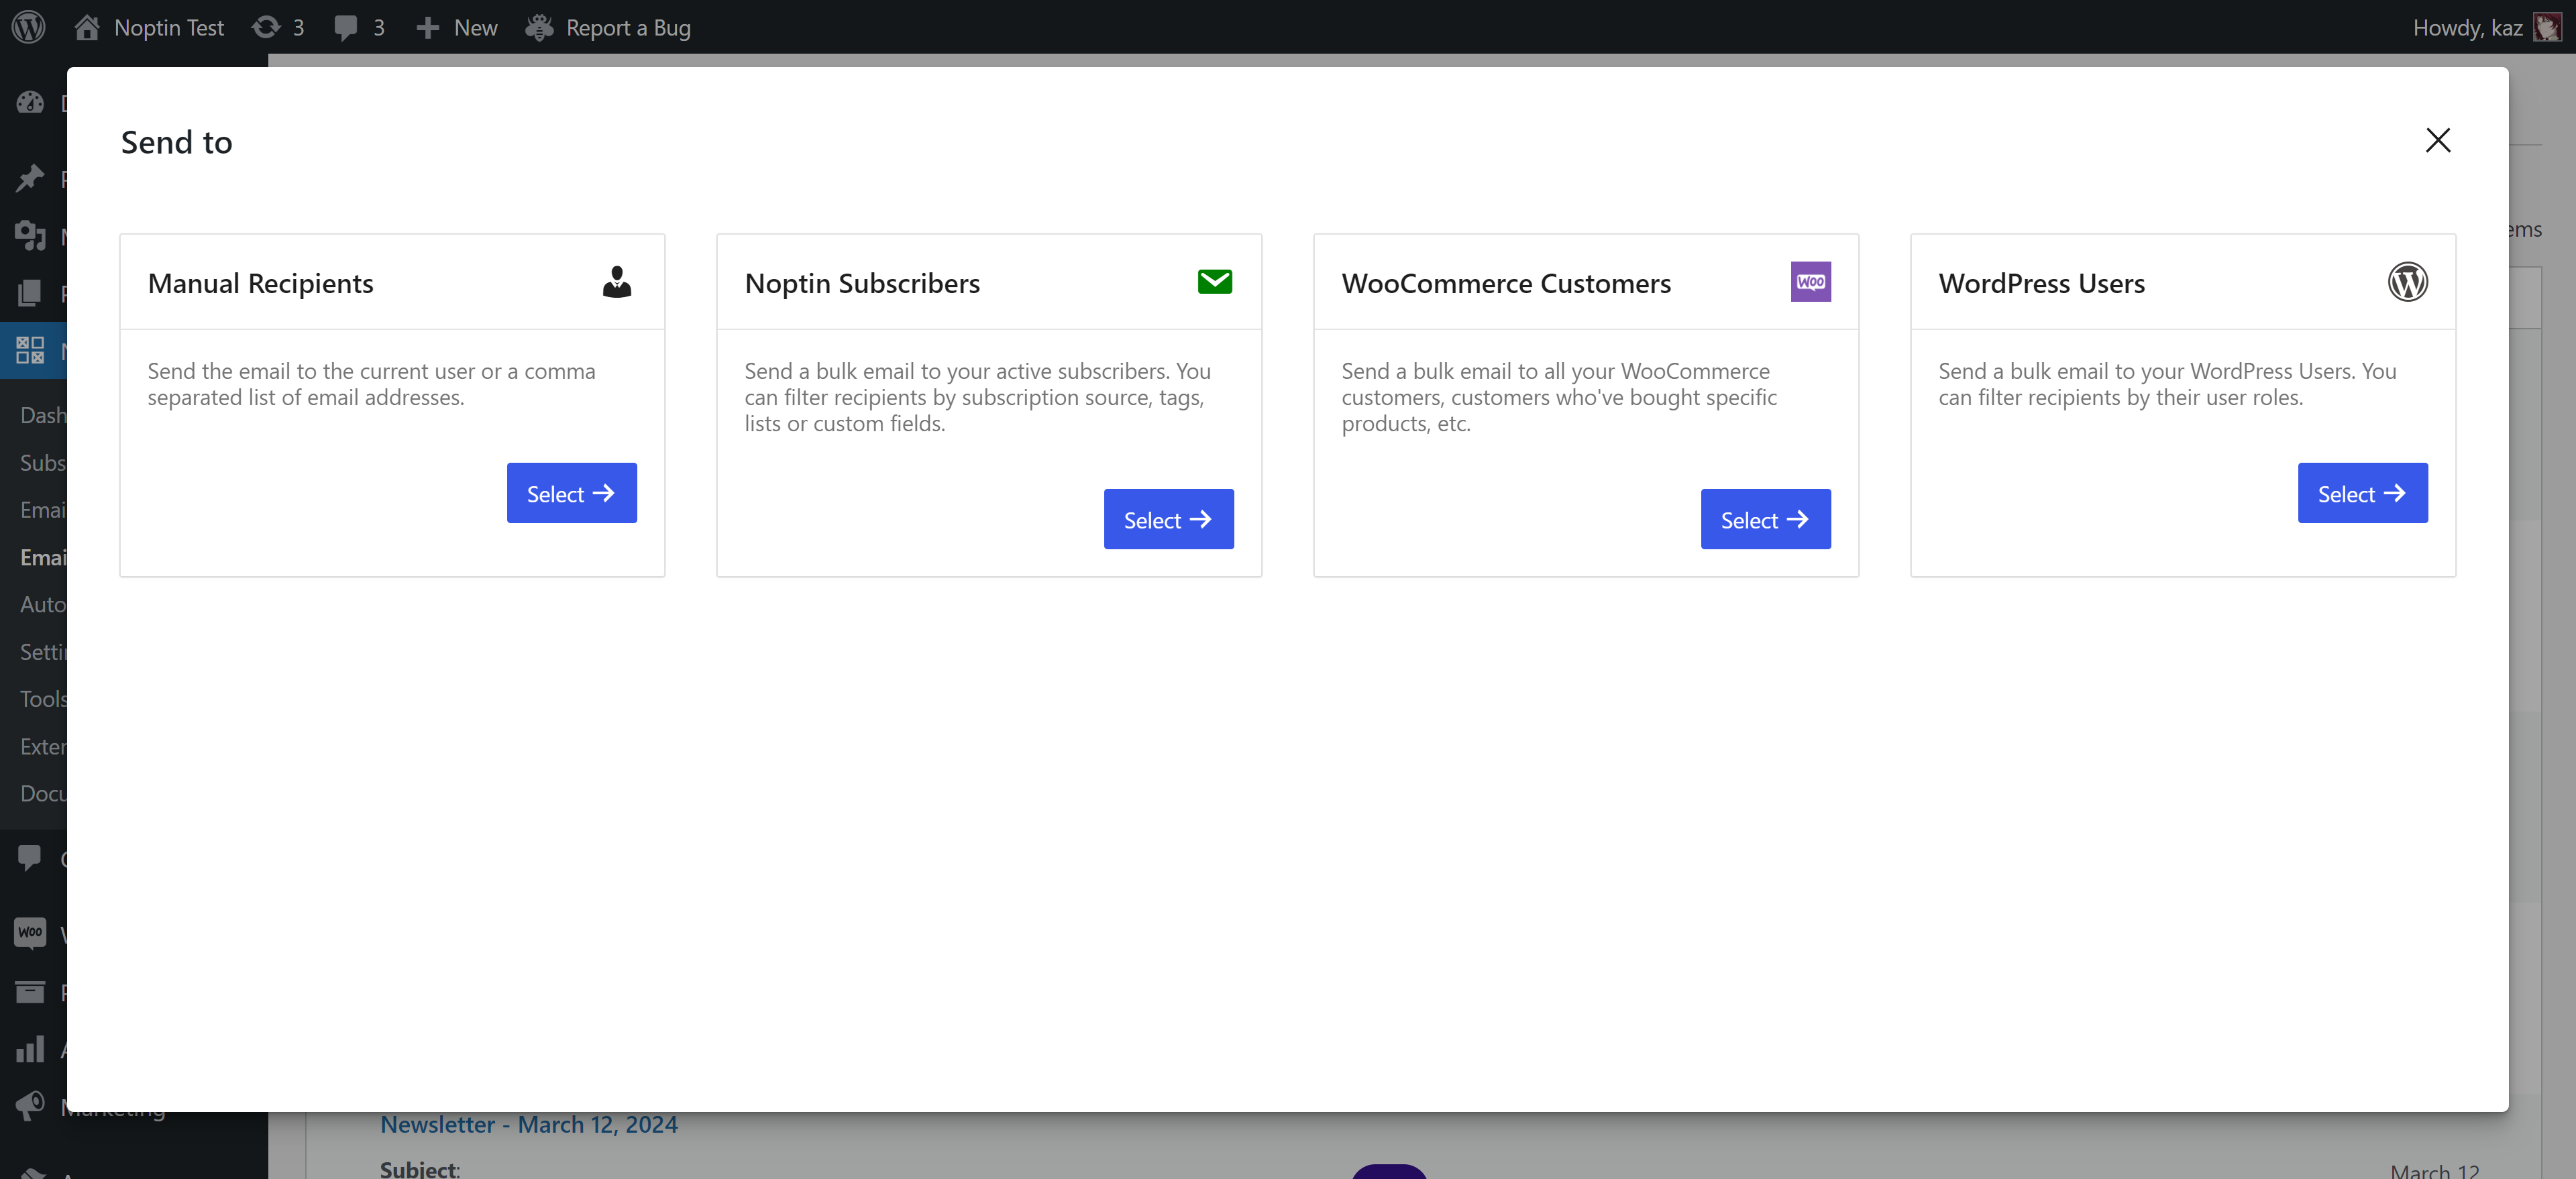 Noptin Test 3 3 New Report a Bug Howdy, kaz
Send to
Manual Recipients
Send the email to the current user or a comma
separated list of email addresses.
Select
Noptin Subscribers
Send a bulk email to your active subscribers. You
can filter recipients by subscription source, tags,
lists or custom fields.
Select
WooCommerce Customers
Woo
Send a bulk email to all your WooCommerce
customers, customers who've bought specific
products, etc.
Select
WordPress Users
Send a bulk email to your WordPress Users. You
can filter recipients by their user roles.
Select
Dash
Subs
Emai
Emai
Auto
Settin
Tools
Exter
Docu
Woo
Marketing
ems
Newsletter - March 12, 2024
Subject:
March 12